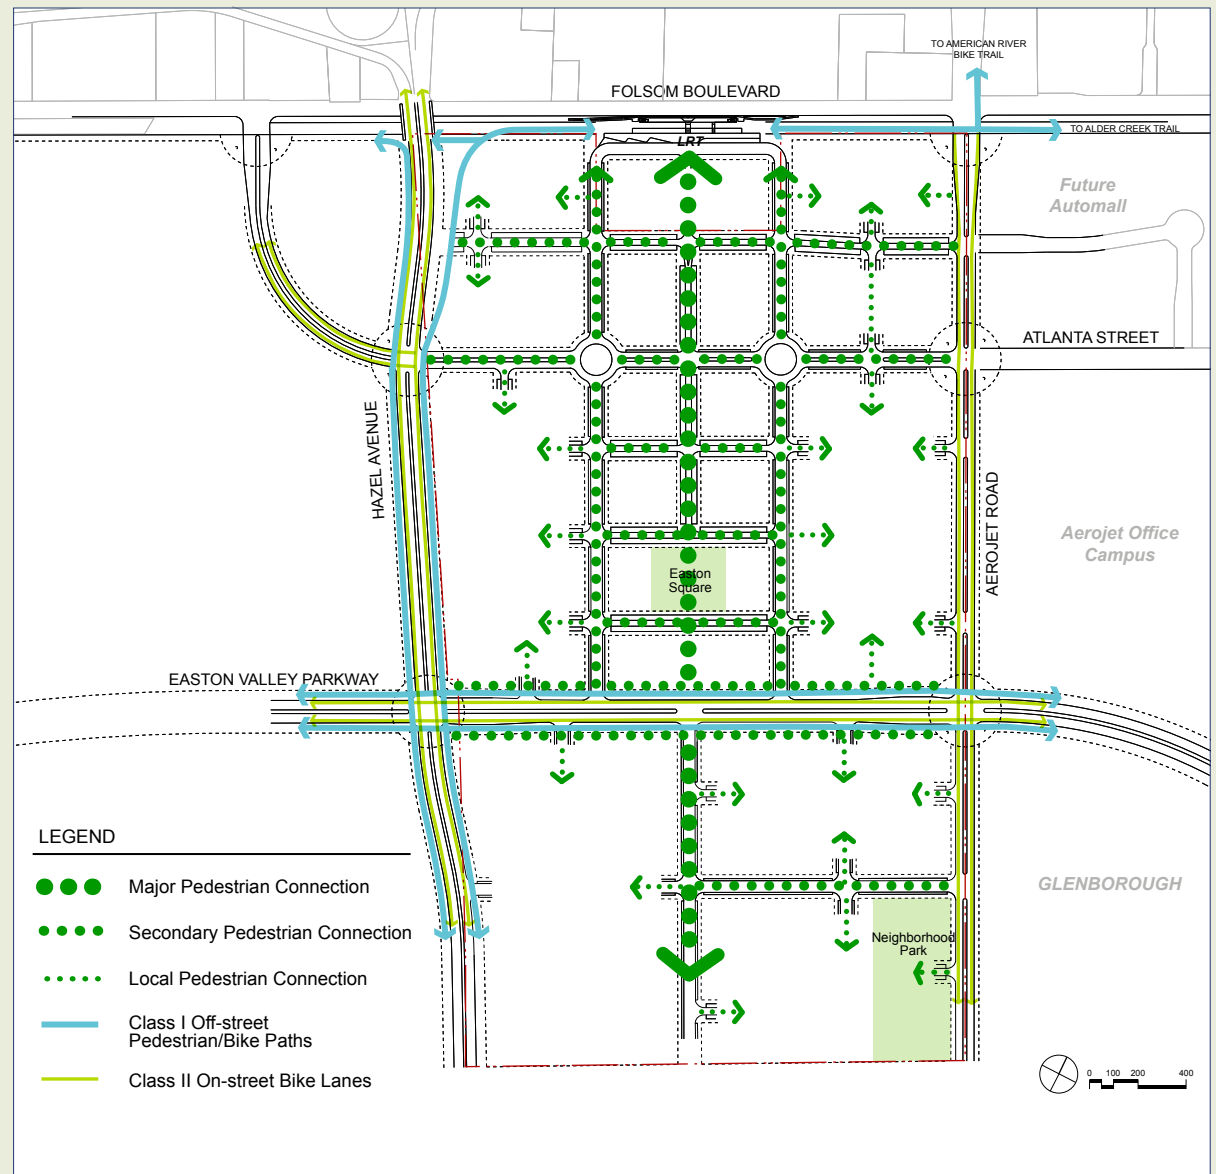 TO AMERICAN RIVER
BIKE TRAIL
FOLSOM BOULEVARD
TO ALDER CREEK TRAIL
LRT
Future
Automall
ATLANTA STREET
HAZEL AVENUE
AEROJET ROAD
Aerojet Office
Campus
Easton
Square
EASTON VALLEY PARKWAY
LEGEND
Major Pedestrian Connection
Secondary Pedestrian Connection
Local Pedestrian Connection
Class I Off-street
Pedestrian/Bike Paths
Class II On-street Bike Lanes
GLENBOROUGH
Neighborhood
Park
0 100 200 400